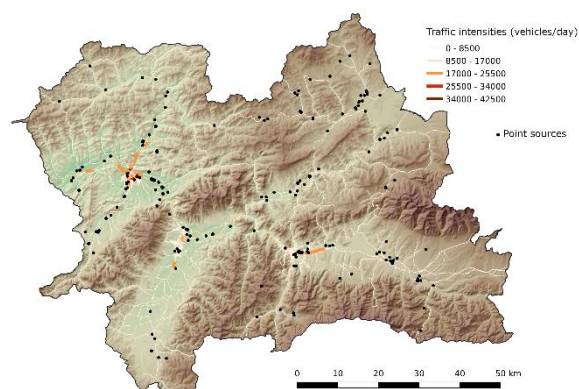 Traffic intensities (vehicles/day)
0 - 8500
8500 - 17000
17000 - 25500
25500 - 34000
34000 - 42500
Point sources
0 10 20 30 40 50 km